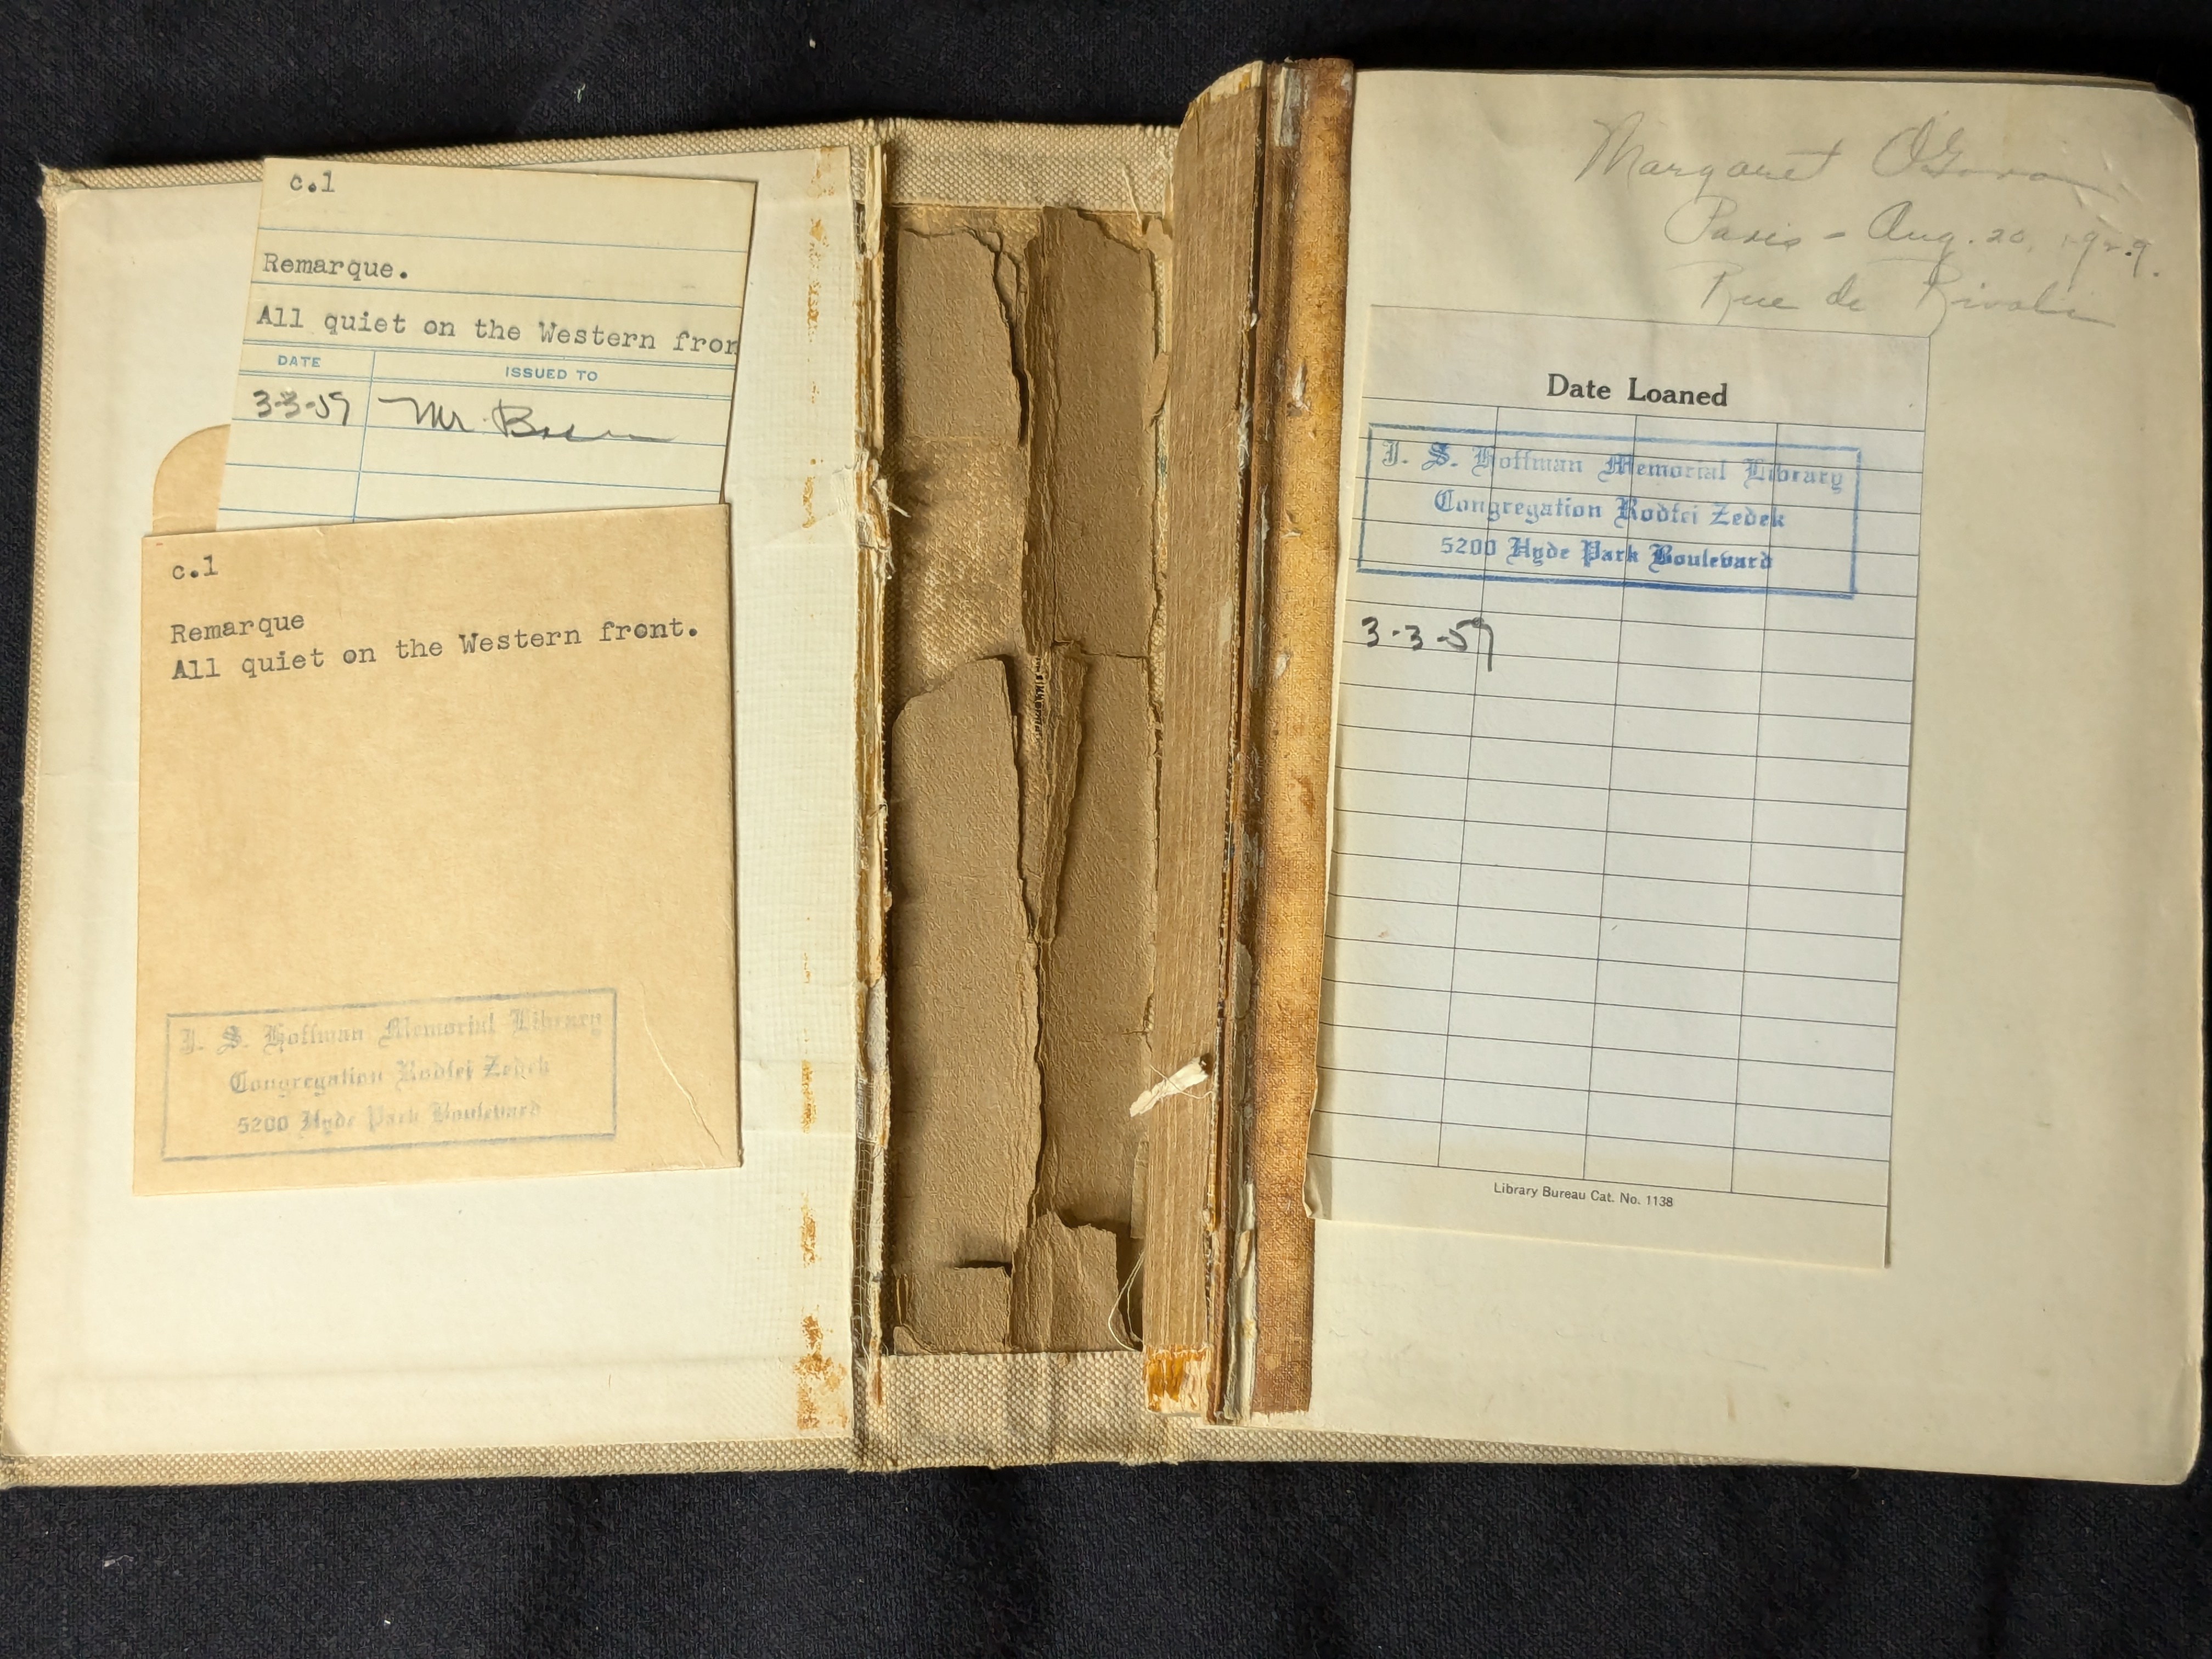 c.1
Remarque.
All quiet on the Western fron
DATE ISSUED TO
3-3-59 Mr.
c.1
Remarque
All quiet on the Western front.
J. S. Hoffman Memorial Library
Congregation Rodfei Zedek
5200 Hyde Park Boulevard
Margaret
Paris - Aug. 20, 1929.
Rue de Rivoli
Date Loaned
J. S. Hoffman Memorial Library
Congregation Rodfei Zedek
5200 Hyde Park Boulevard
3-3-59
Library Bureau Cat. No. 1138